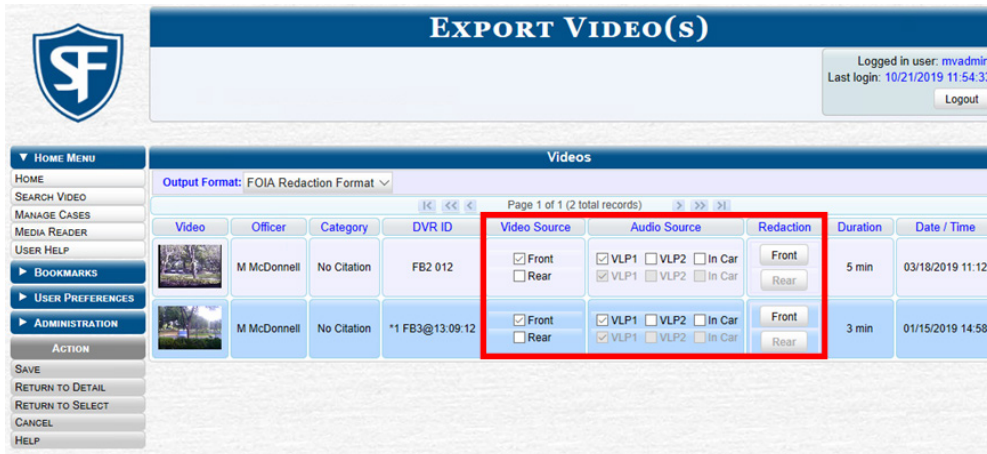 EXPORT VIDEO(S)
SF
Logged in user: mvadmin
Last login: 10/21/2019 11:54:3
Logout
▼ HOME MENU
HOME
SEARCH VIDEO
MANAGE CASES
MEDIA READER
USER HELP
► BOOKMARKS
► USER PREFERENCES
► ADMINISTRATION
ACTION
SAVE
RETURN TO DETAIL
RETURN TO SELECT
CANCEL
HELP
Videos
Output Format: FOIA Redaction Format
|< << < Page 1 of 1 (2 total records) > >> >|
Video Officer Category DVR ID Video Source Audio Source Redaction Duration Date / Time
M McDonnell No Citation FB2 012 Front VLP1 VLP2 In Car Front 5 min 03/18/2019 11:12
Rear VLP1 VLP2 In Car Rear
M McDonnell No Citation *1 FB3@13:09:12 Front VLP1 VLP2 In Car Front 3 min 01/15/2019 14:58
Rear VLP1 VLP2 In Car Rear